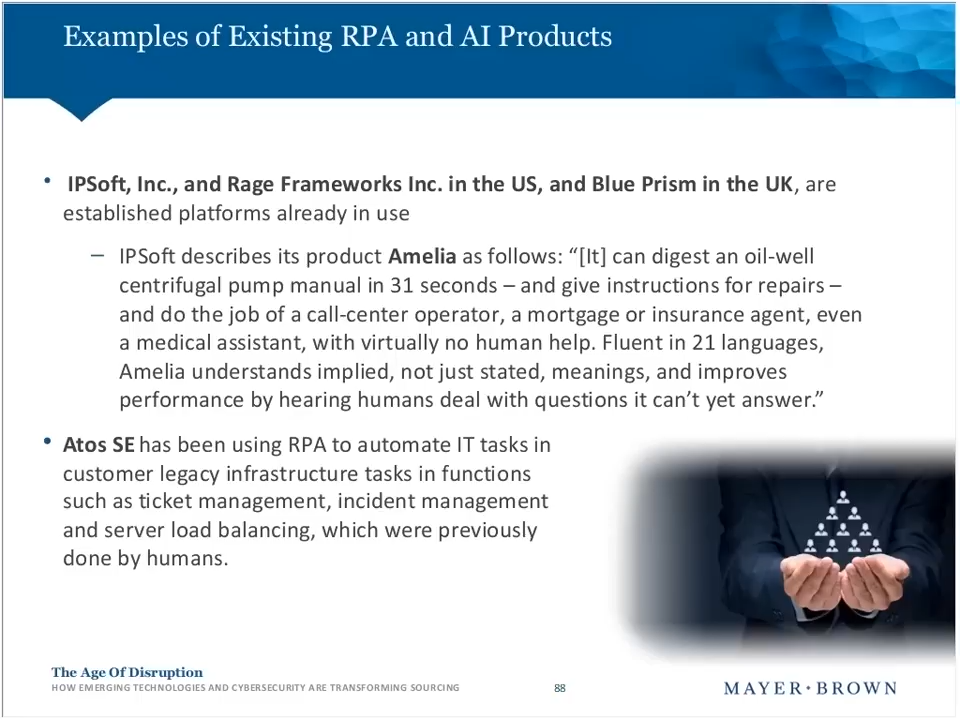 Examples of Existing RPA and AI Products
• IPSoft, Inc., and Rage Frameworks Inc. in the US, and Blue Prism in the UK, are
established platforms already in use
– IPSoft describes its product Amelia as follows: “[It] can digest an oil-well
centrifugal pump manual in 31 seconds – and give instructions for repairs –
and do the job of a call-center operator, a mortgage or insurance agent, even
a medical assistant, with virtually no human help. Fluent in 21 languages,
Amelia understands implied, not just stated, meanings, and improves
performance by hearing humans deal with questions it can’t yet answer.”
• Atos SE has been using RPA to automate IT tasks in
customer legacy infrastructure tasks in functions
such as ticket management, incident management
and server load balancing, which were previously
done by humans.
The Age Of Disruption
HOW EMERGING TECHNOLOGIES AND CYBERSECURITY ARE TRANSFORMING SOURCING
88
MAYER • BROWN